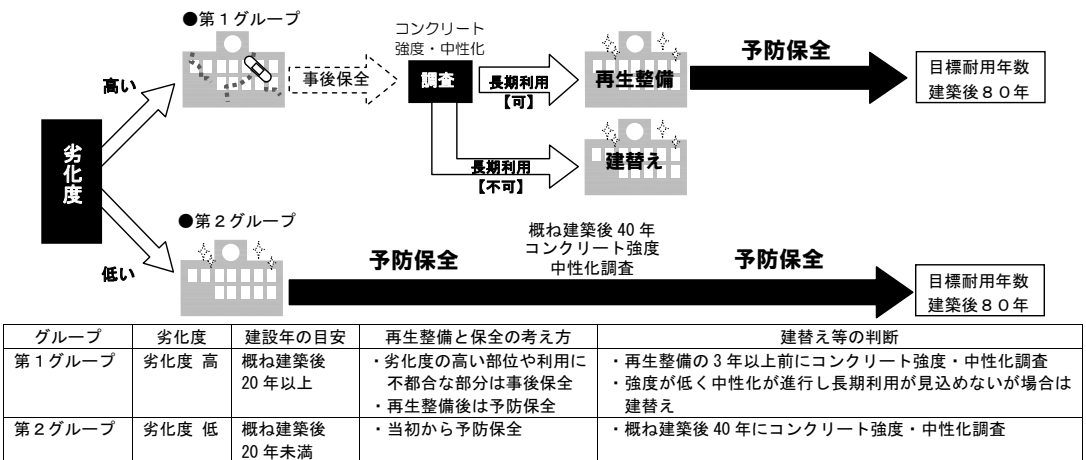 ●第１グループ
コンクリート
強度・中性化
高い
事後保全
調査
長期利用
【可】
再生整備
予防保全
目標耐用年数
建築後８０年
劣化度
長期利用
【不可】
建替え
●第２グループ
低い
予防保全
概ね建築後 40 年
コンクリート強度
中性化調査
予防保全
目標耐用年数
建築後８０年
グループ 劣化度 建設年の目安 再生整備と保全の考え方 建替え等の判断
第１グループ 劣化度 高 概ね建築後 ・劣化度の高い部位や利用に ・再生整備の 3 年以上前にコンクリート強度・中性化調査
20 年以上 不都合な部分は事後保全 ・強度が低く中性化が進行し長期利用が見込めないが場合は
・再生整備後は予防保全 建替え
第２グループ 劣化度 低 概ね建築後 ・当初から予防保全 ・概ね建築後 40 年にコンクリート強度・中性化調査
20 年未満